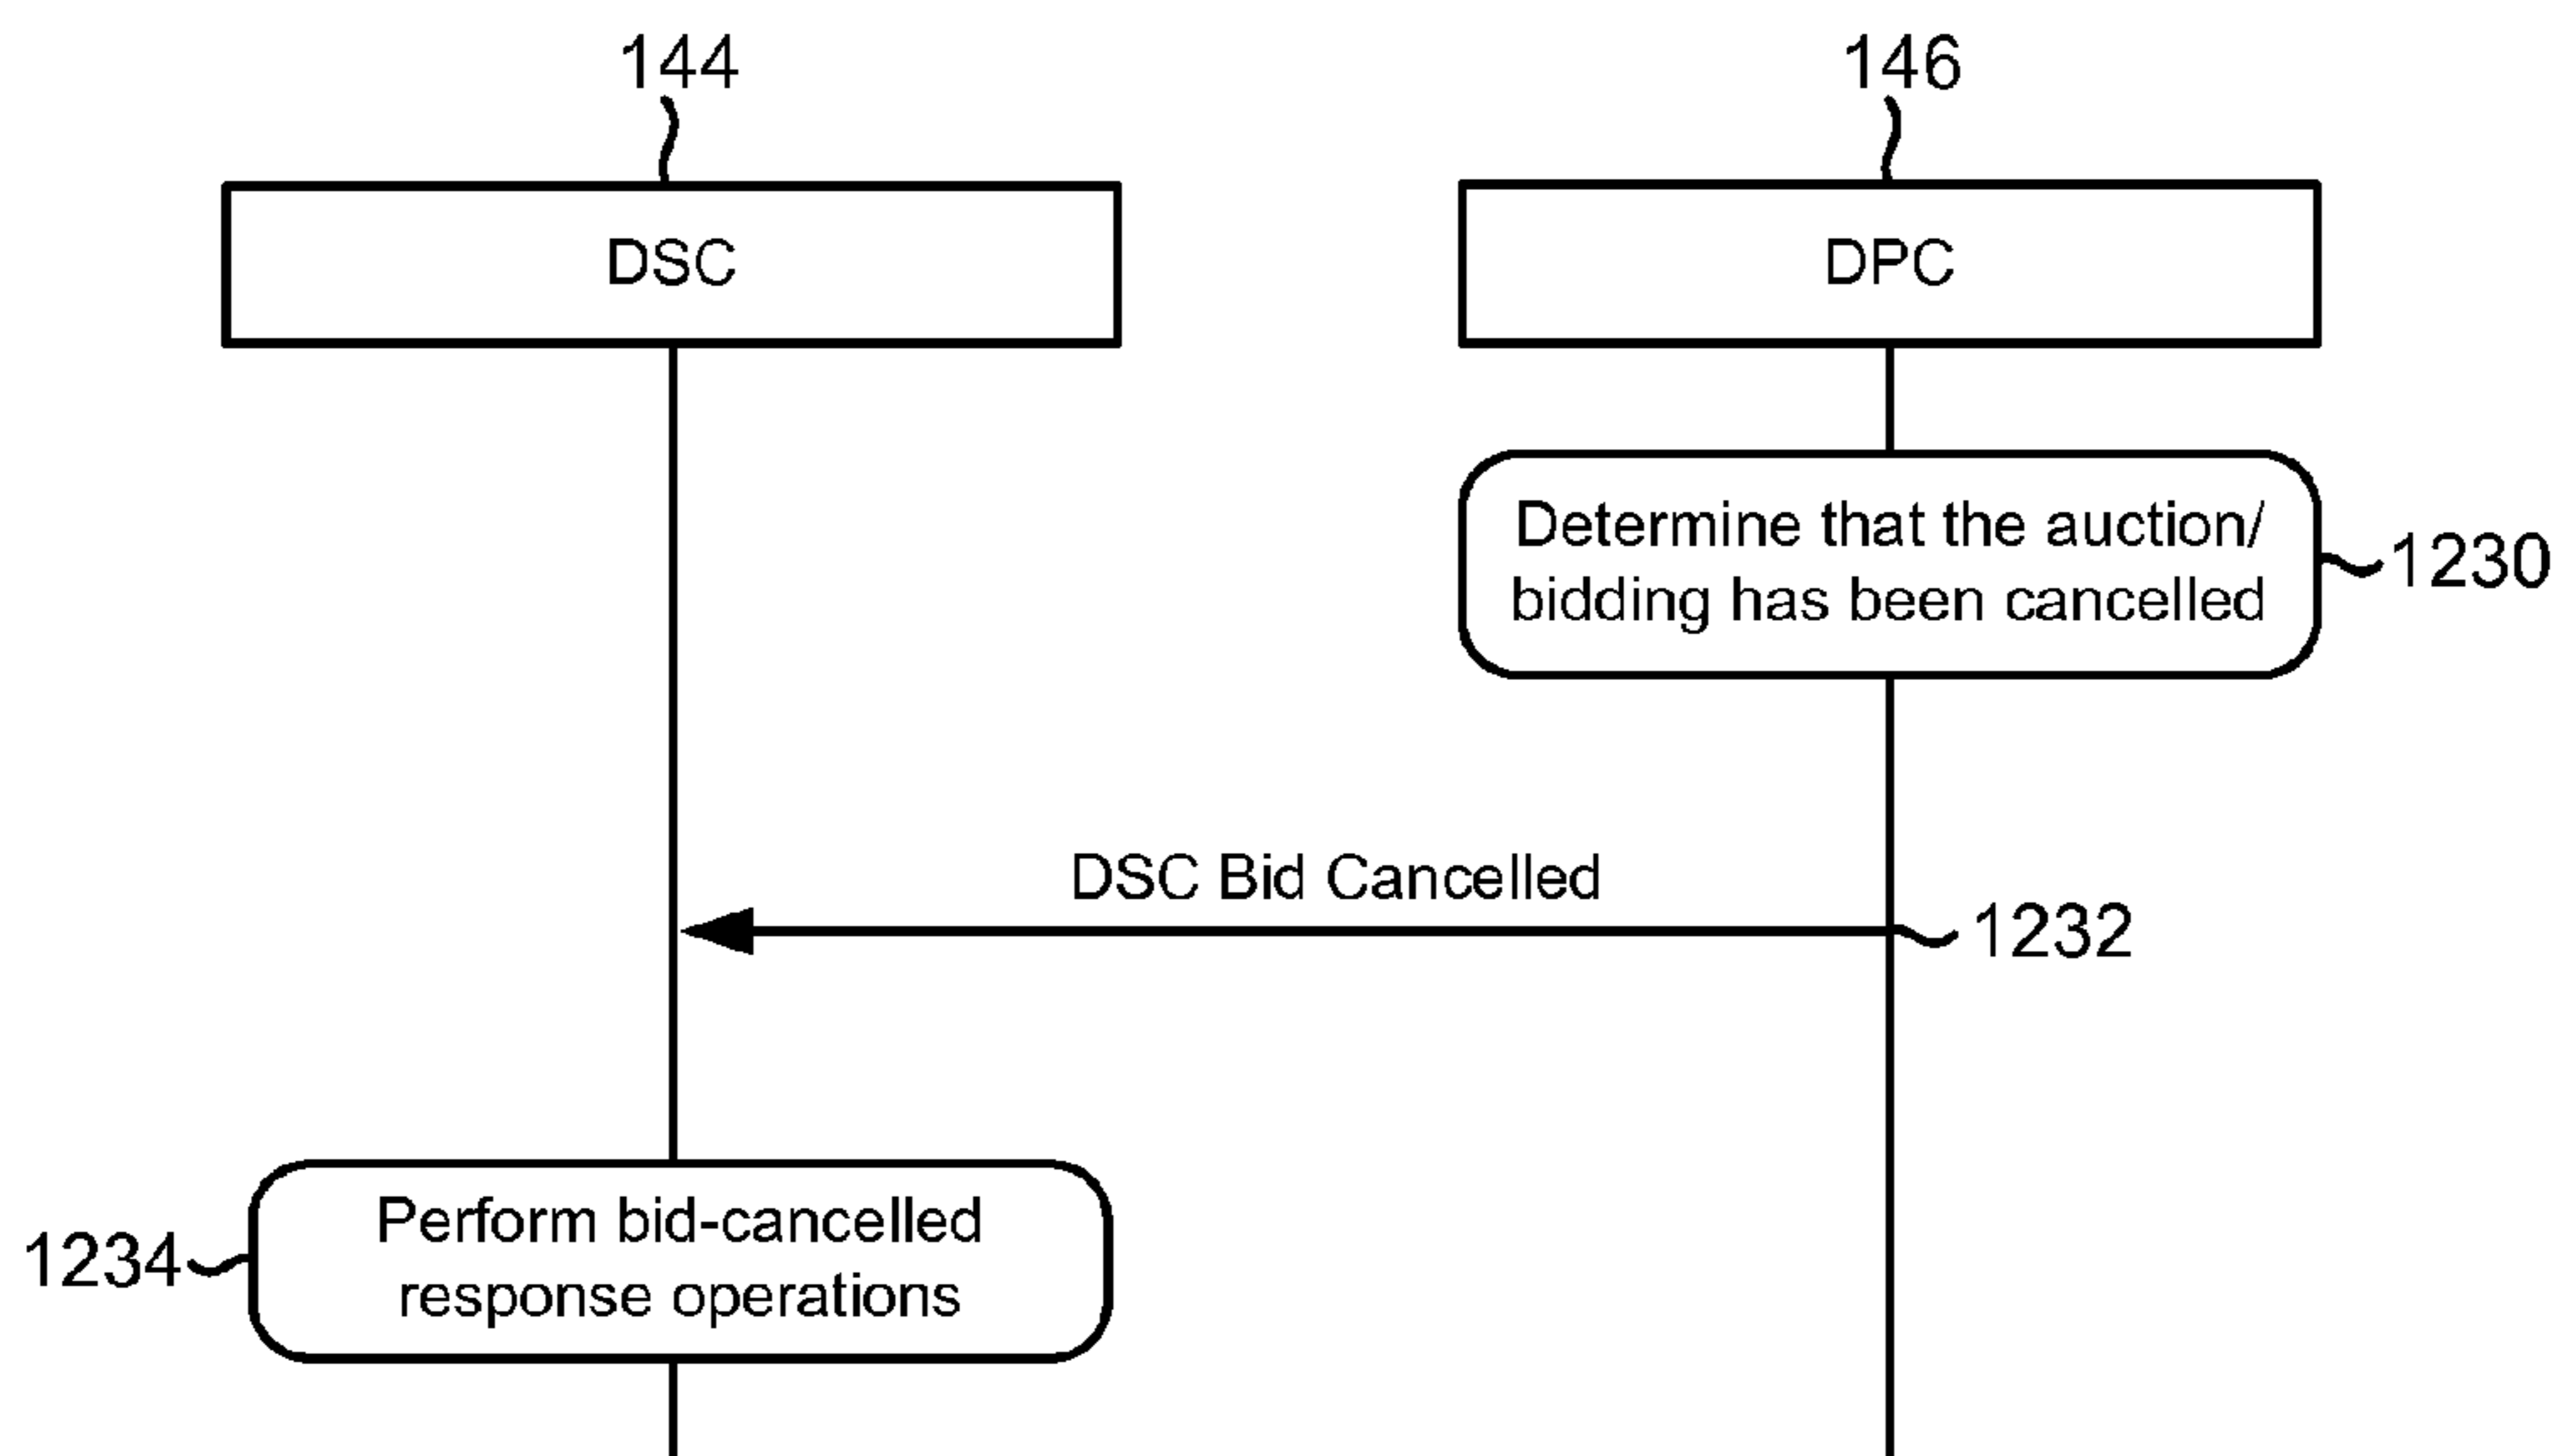 144
146
DSC
DPC
Determine that the auction/
bidding has been cancelled
1230
DSC Bid Cancelled
1232
Perform bid-cancelled
response operations
1234